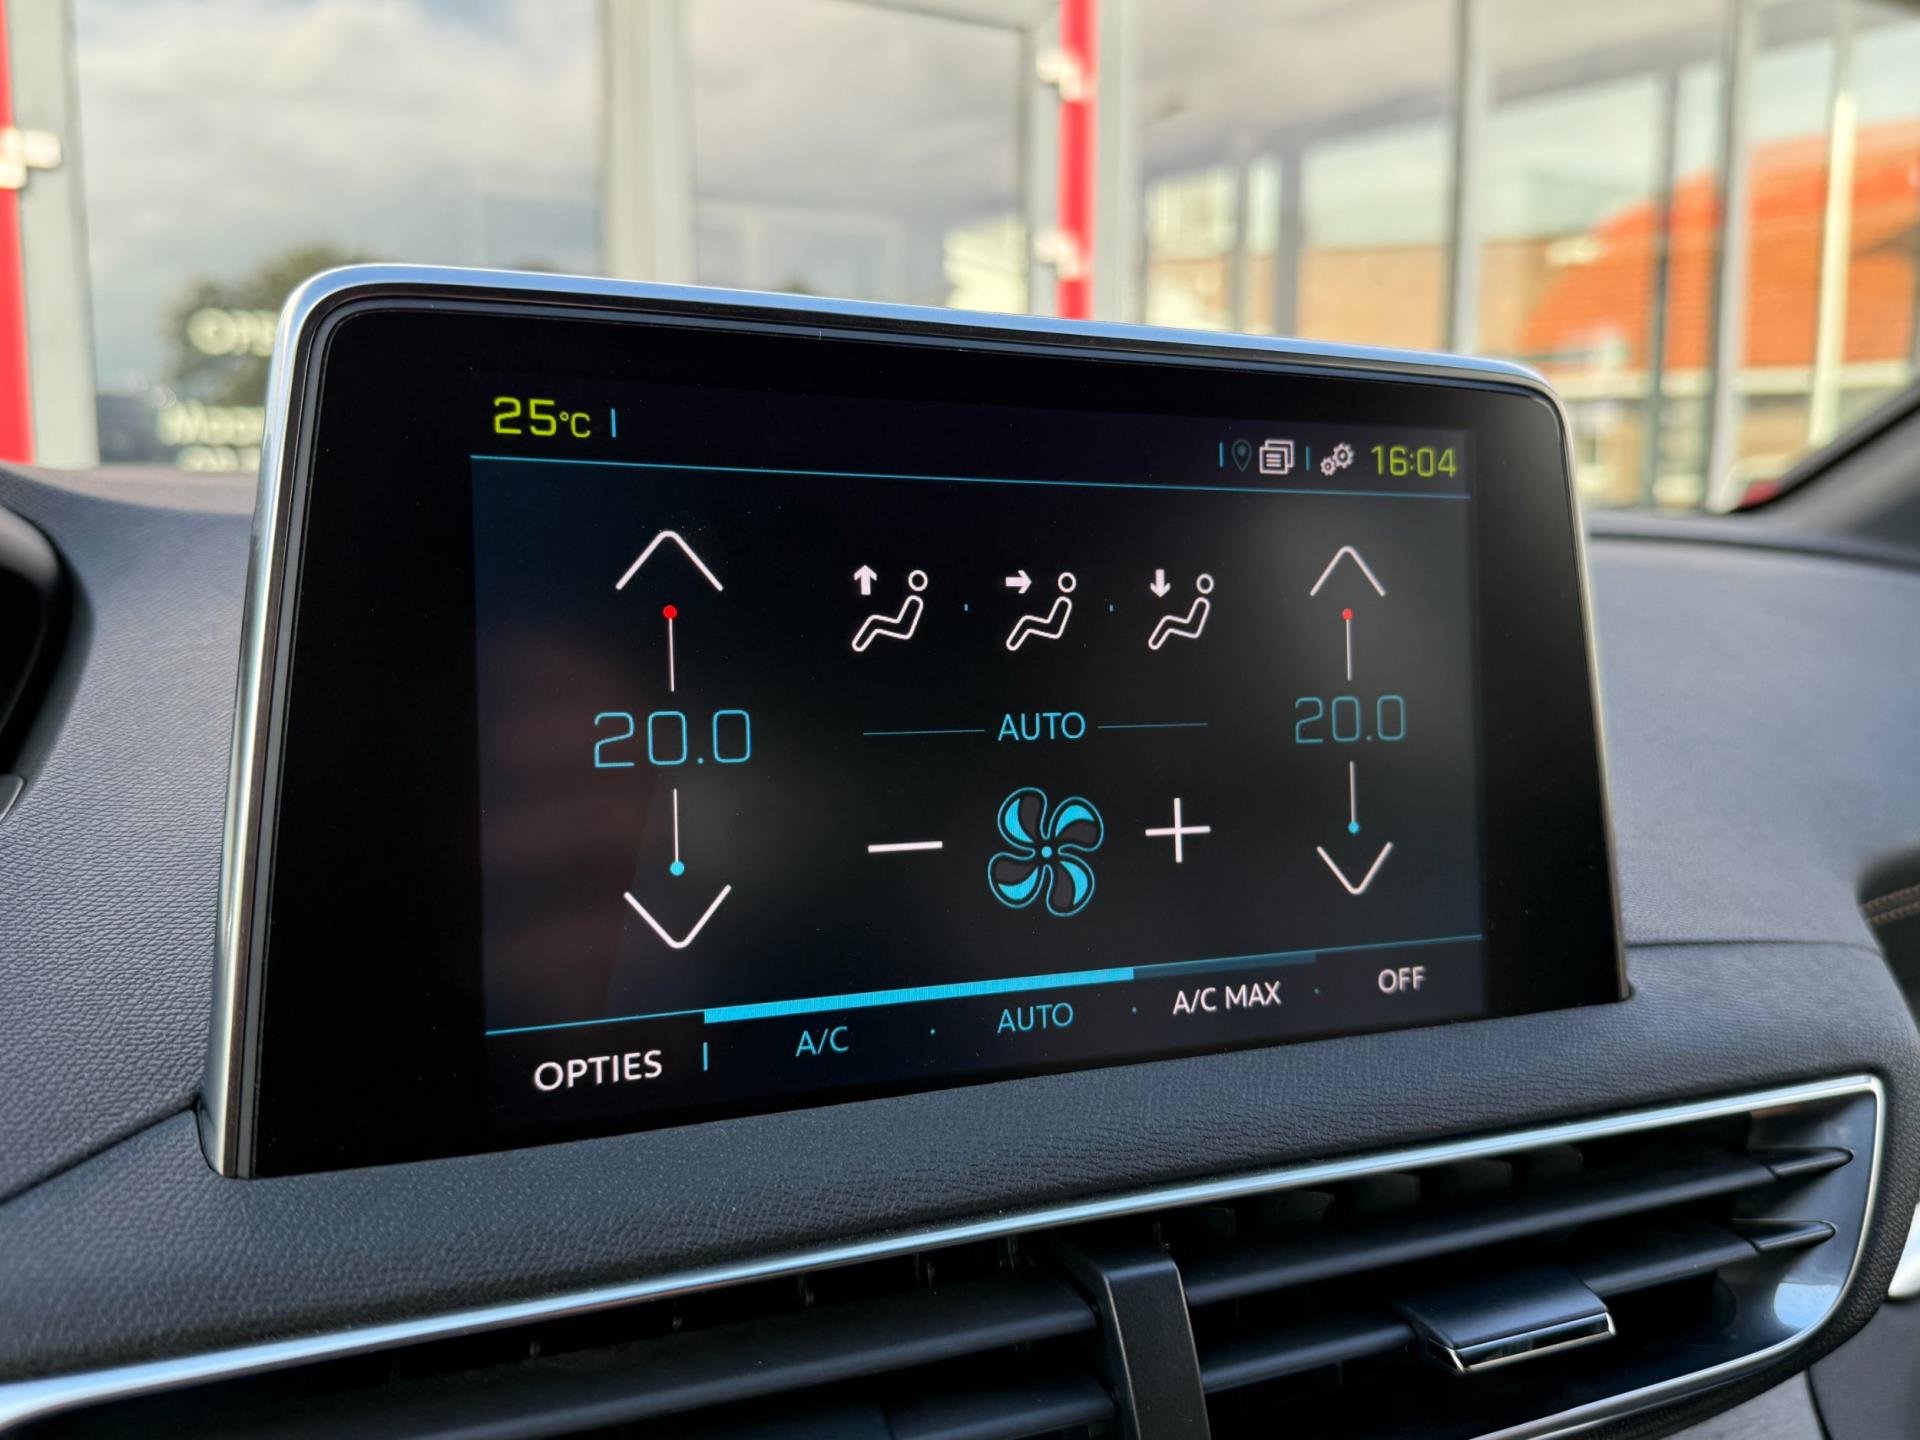 25°C
16:04
20.0
AUTO
20.0
OPTIES
A/C
AUTO
A/C MAX
OFF